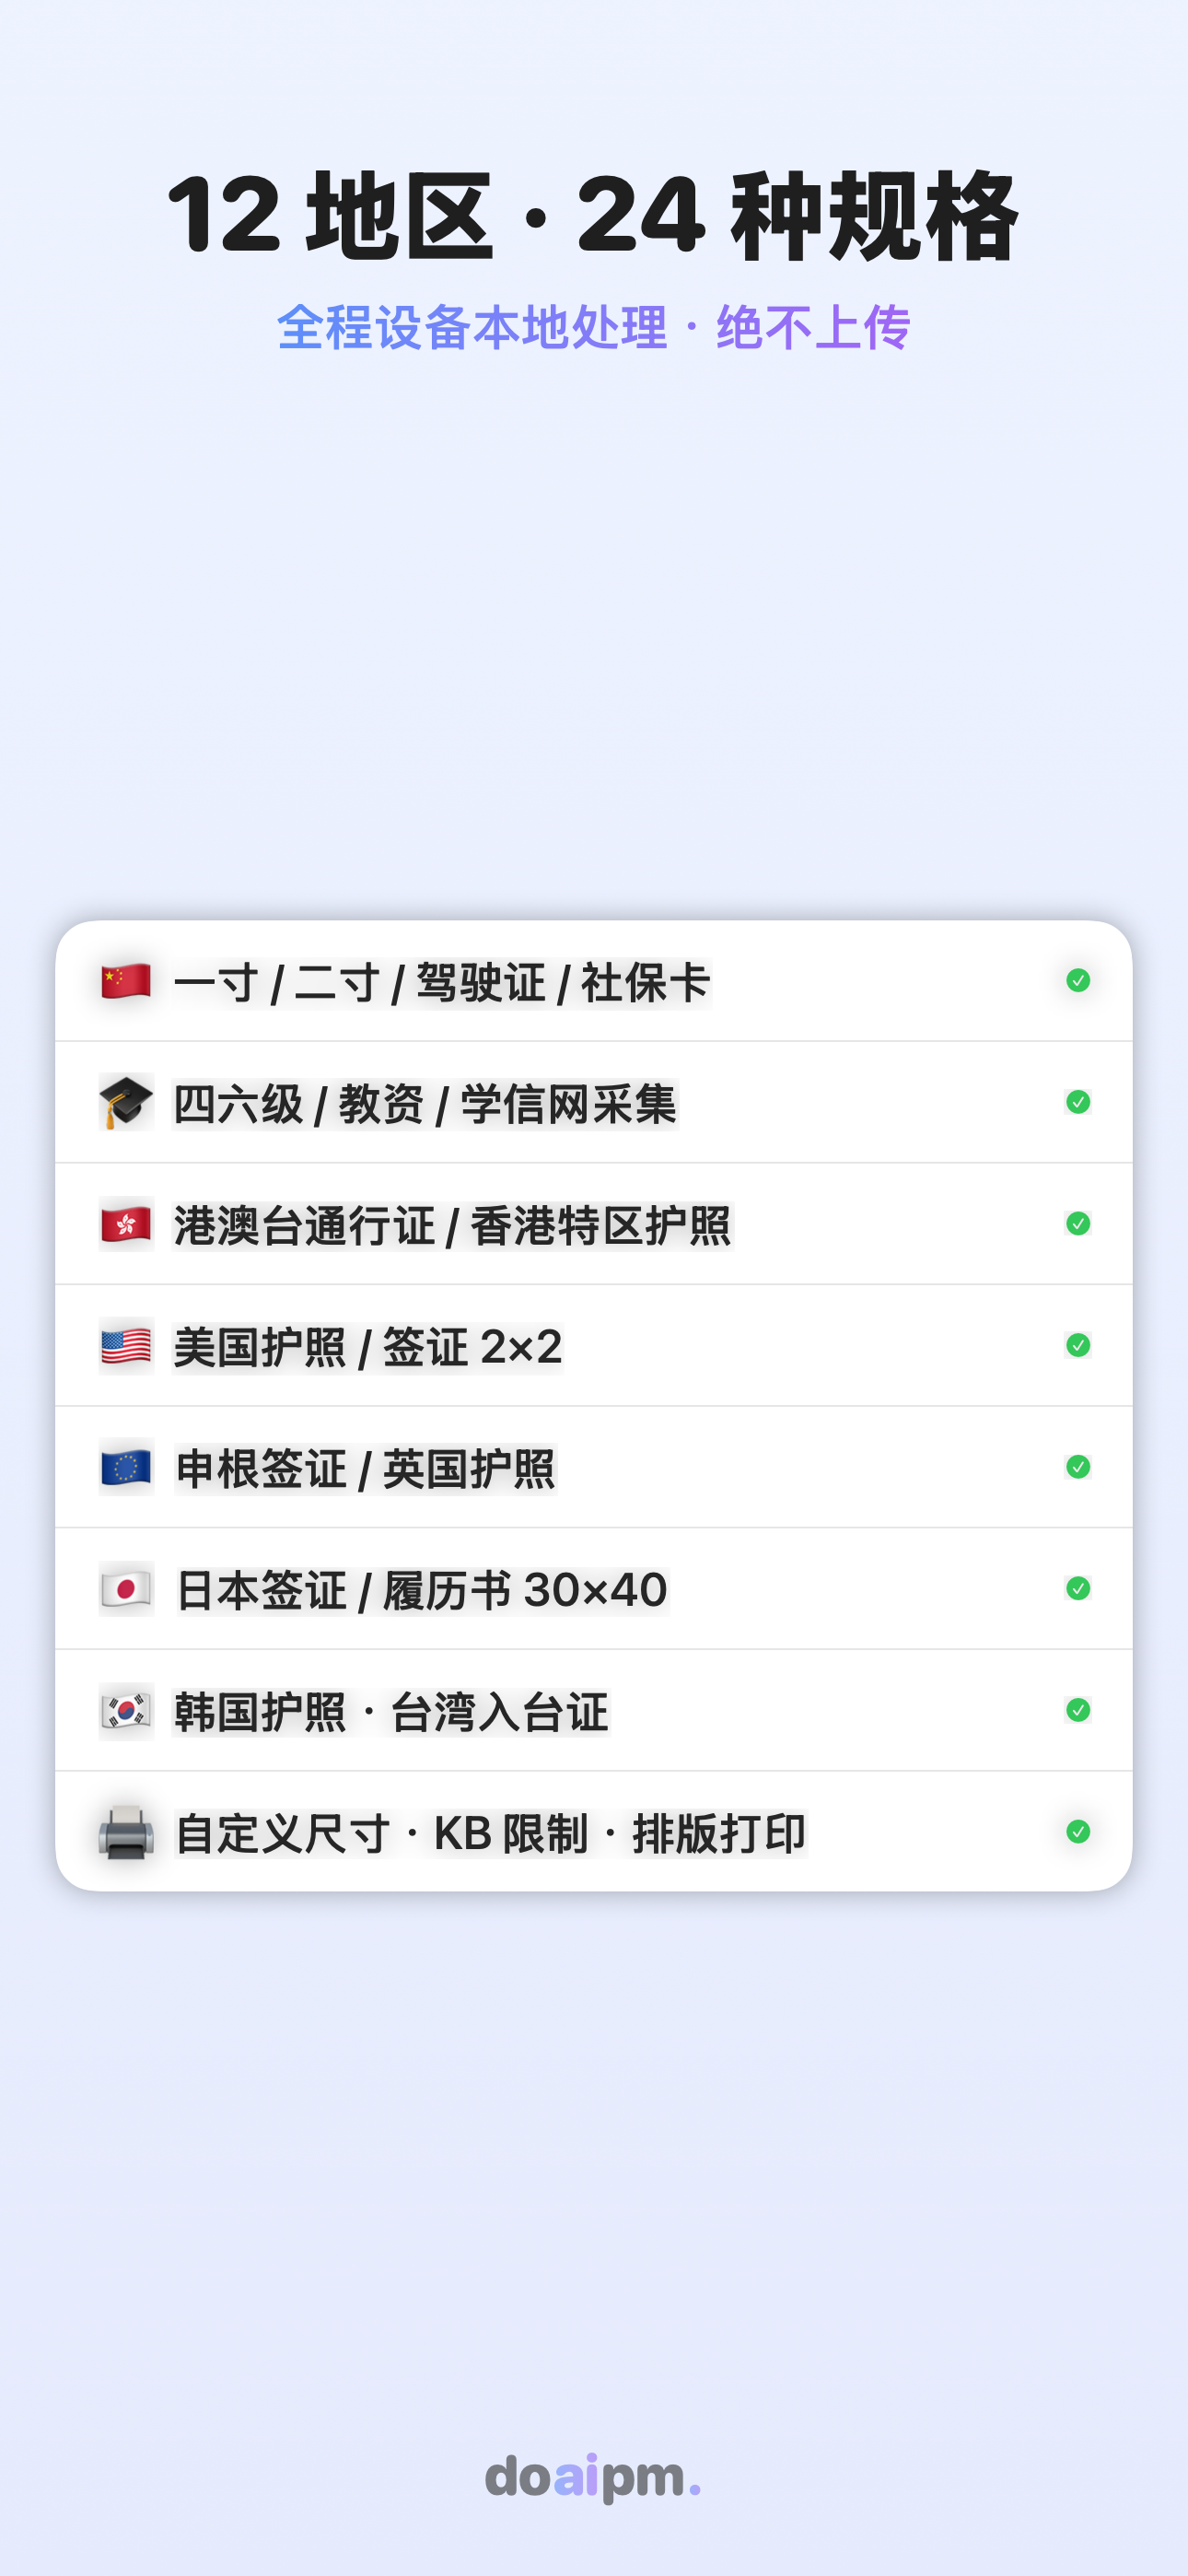 12 地区 · 24 种规格
全程设备本地处理 · 绝不上传
一寸 / 二寸 / 驾驶证 / 社保卡
四六级 / 教资 / 学信网采集
港澳台通行证 / 香港特区护照
美国护照 / 签证 2×2
申根签证 / 英国护照
日本签证 / 履历书 30×40
韩国护照 · 台湾入台证
自定义尺寸 · KB 限制 · 排版打印
doaipm.